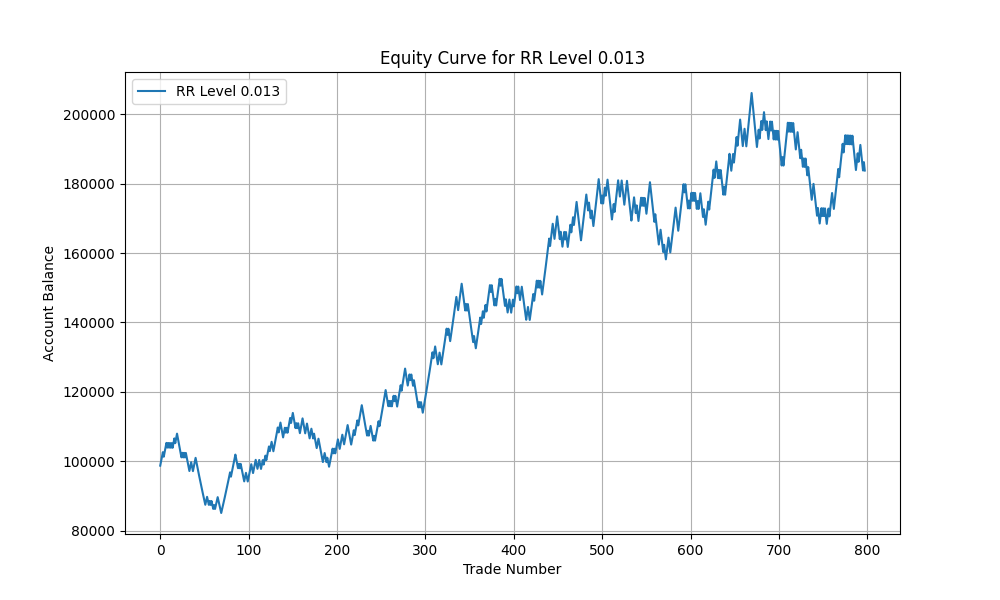 Equity Curve for RR Level 0.013
RR Level 0.013
200000
180000
160000
140000
120000
100000
80000
Account Balance
0 100 200 300 400 500 600 700 800
Trade Number